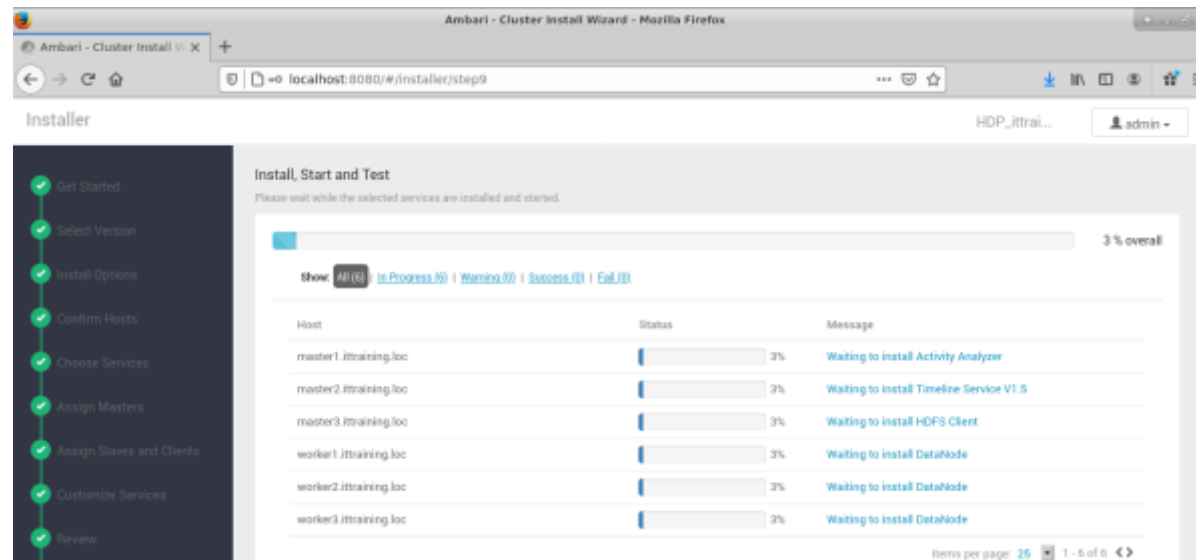 Ambari - Cluster Install Wizard - Mozilla Firefox
Ambari - Cluster Install W
localhost:8080/#/installer/step9
Installer
HDP_ittrai...
admin
Get Started
Select Version
Install Options
Confirm Hosts
Choose Services
Assign Masters
Assign Slaves and Clients
Customize Services
Review
Install, Start and Test
Please wait while the selected services are installed and started.
3 % overall
Show: All (6) | In Progress (6) | Warning (0) | Success (0) | Fail (0)
Host Status Message
master1.ittraining.loc 3% Waiting to install Activity Analyzer
master2.ittraining.loc 3% Waiting to install Timeline Service V1.5
master3.ittraining.loc 3% Waiting to install HDFS Client
worker1.ittraining.loc 3% Waiting to install DataNode
worker2.ittraining.loc 3% Waiting to install DataNode
worker3.ittraining.loc 3% Waiting to install DataNode
Items per page: 25 1 - 6 of 6